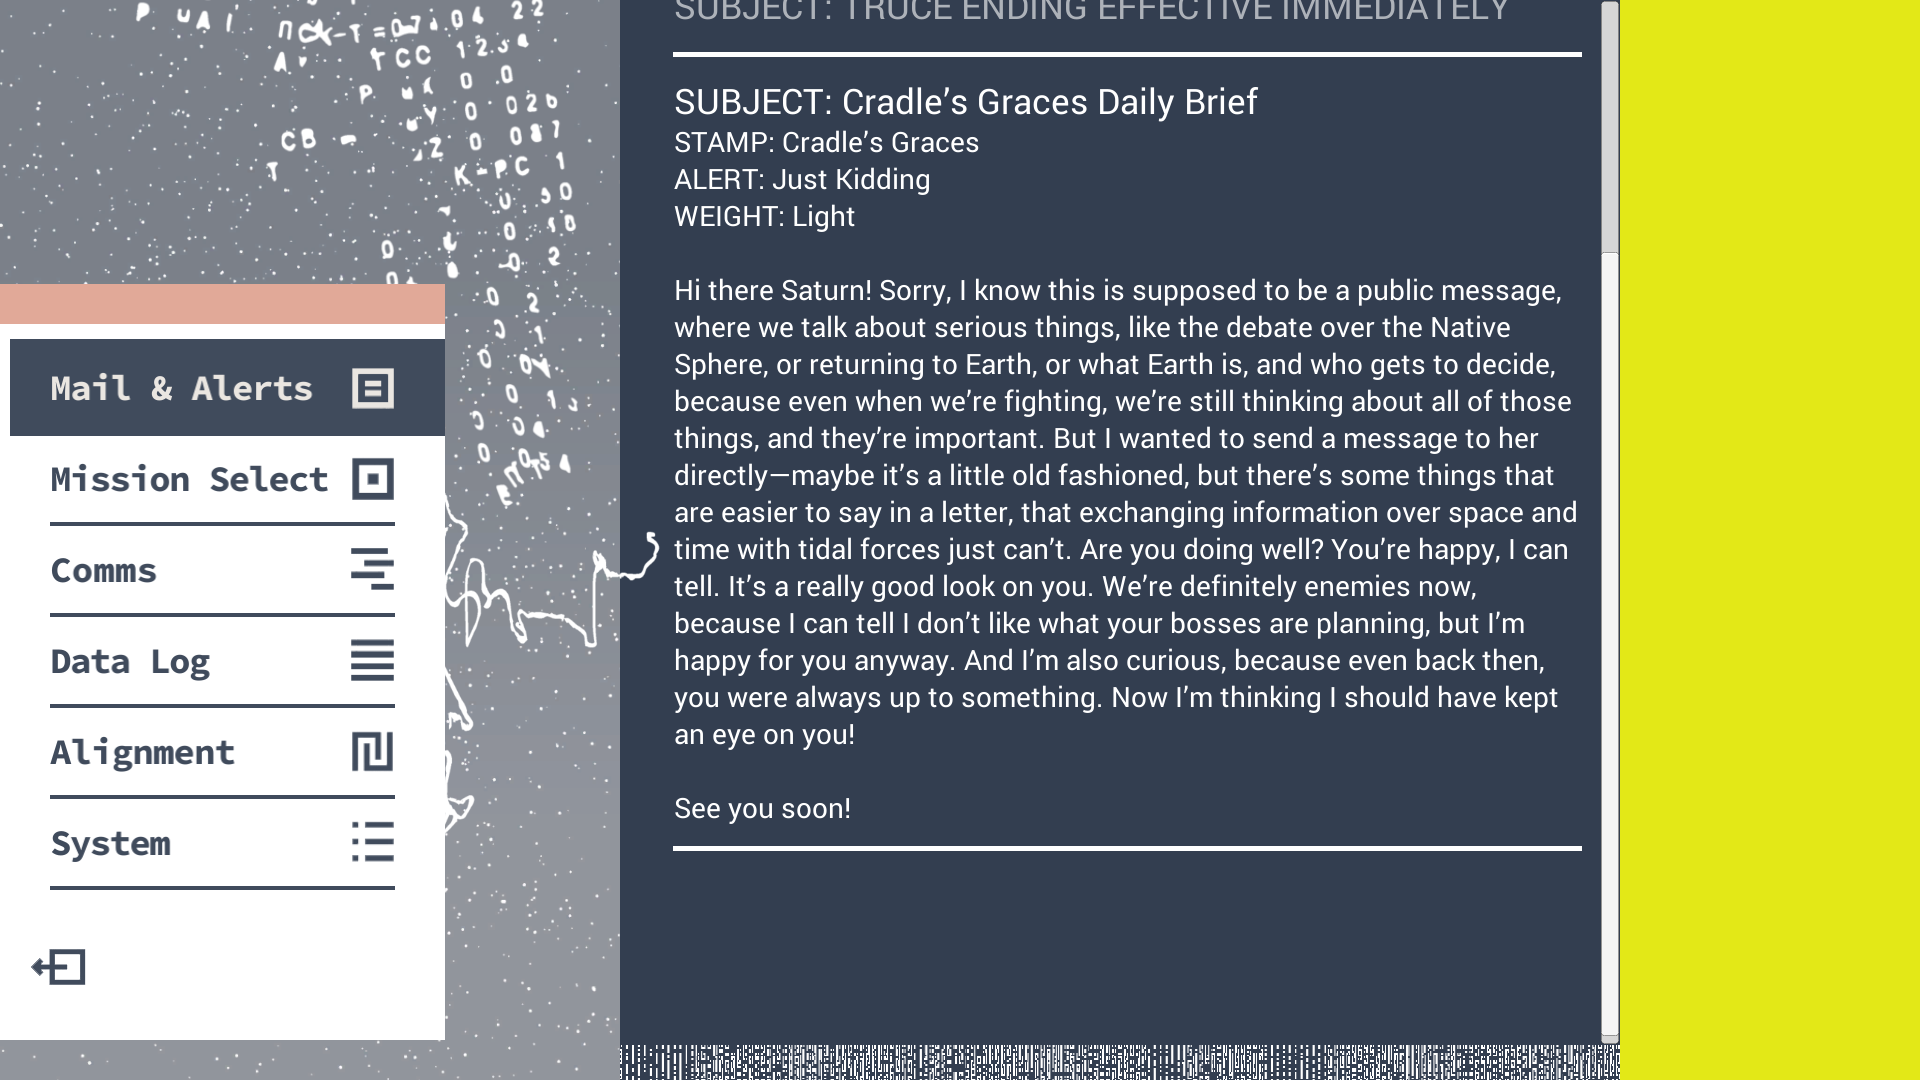 SUBJECT: TRUCE ENDING EFFECTIVE IMMEDIATELY
SUBJECT: Cradle’s Graces Daily Brief
STAMP: Cradle’s Graces
ALERT: Just Kidding
WEIGHT: Light
Hi there Saturn! Sorry, I know this is supposed to be a public message,
where we talk about serious things, like the debate over the Native
Sphere, or returning to Earth, or what Earth is, and who gets to decide,
because even when we’re fighting, we’re still thinking about all of those
things, and they’re important. But I wanted to send a message to her
directly—maybe it’s a little old fashioned, but there’s some things that
are easier to say in a letter, that exchanging information over space and
time with tidal forces just can’t. Are you doing well? You’re happy, I can
tell. It’s a really good look on you. We’re definitely enemies now,
because I can tell I don’t like what your bosses are planning, but I’m
happy for you anyway. And I’m also curious, because even back then,
you were always up to something. Now I’m thinking I should have kept
an eye on you!
See you soon!
Mail & Alerts
Mission Select
Comms
Data Log
Alignment
System